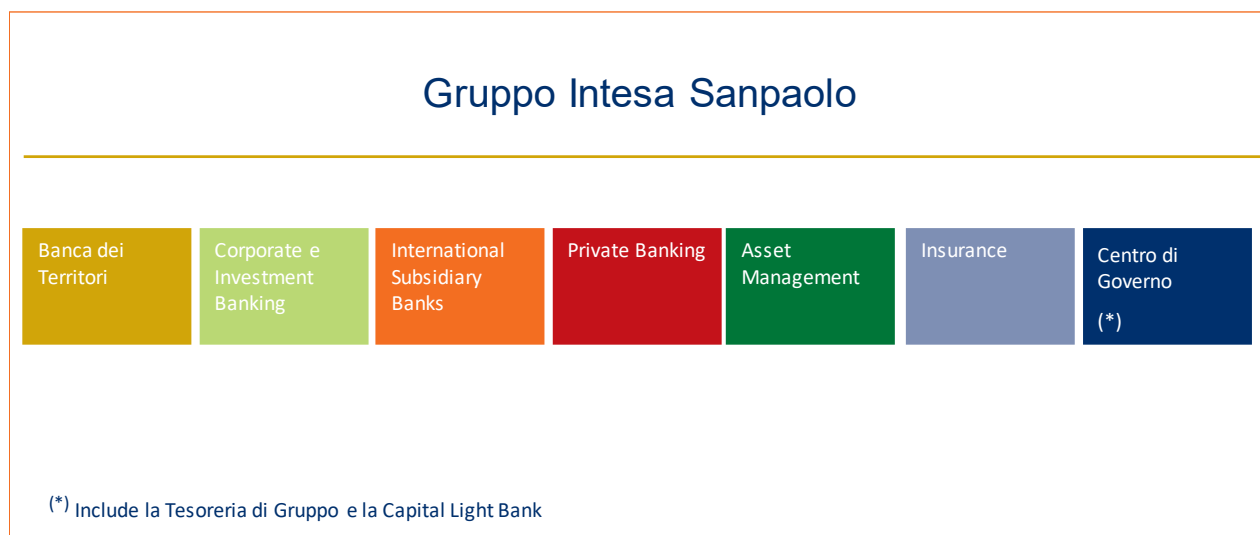 Gruppo Intesa Sanpaolo
Banca dei
Territori
Corporate e
Investment
Banking
International
Subsidiary
Banks
Private Banking
Asset
Management
Insurance
Centro di
Governo
(*)
(*) Include la Tesoreria di Gruppo e la Capital Light Bank